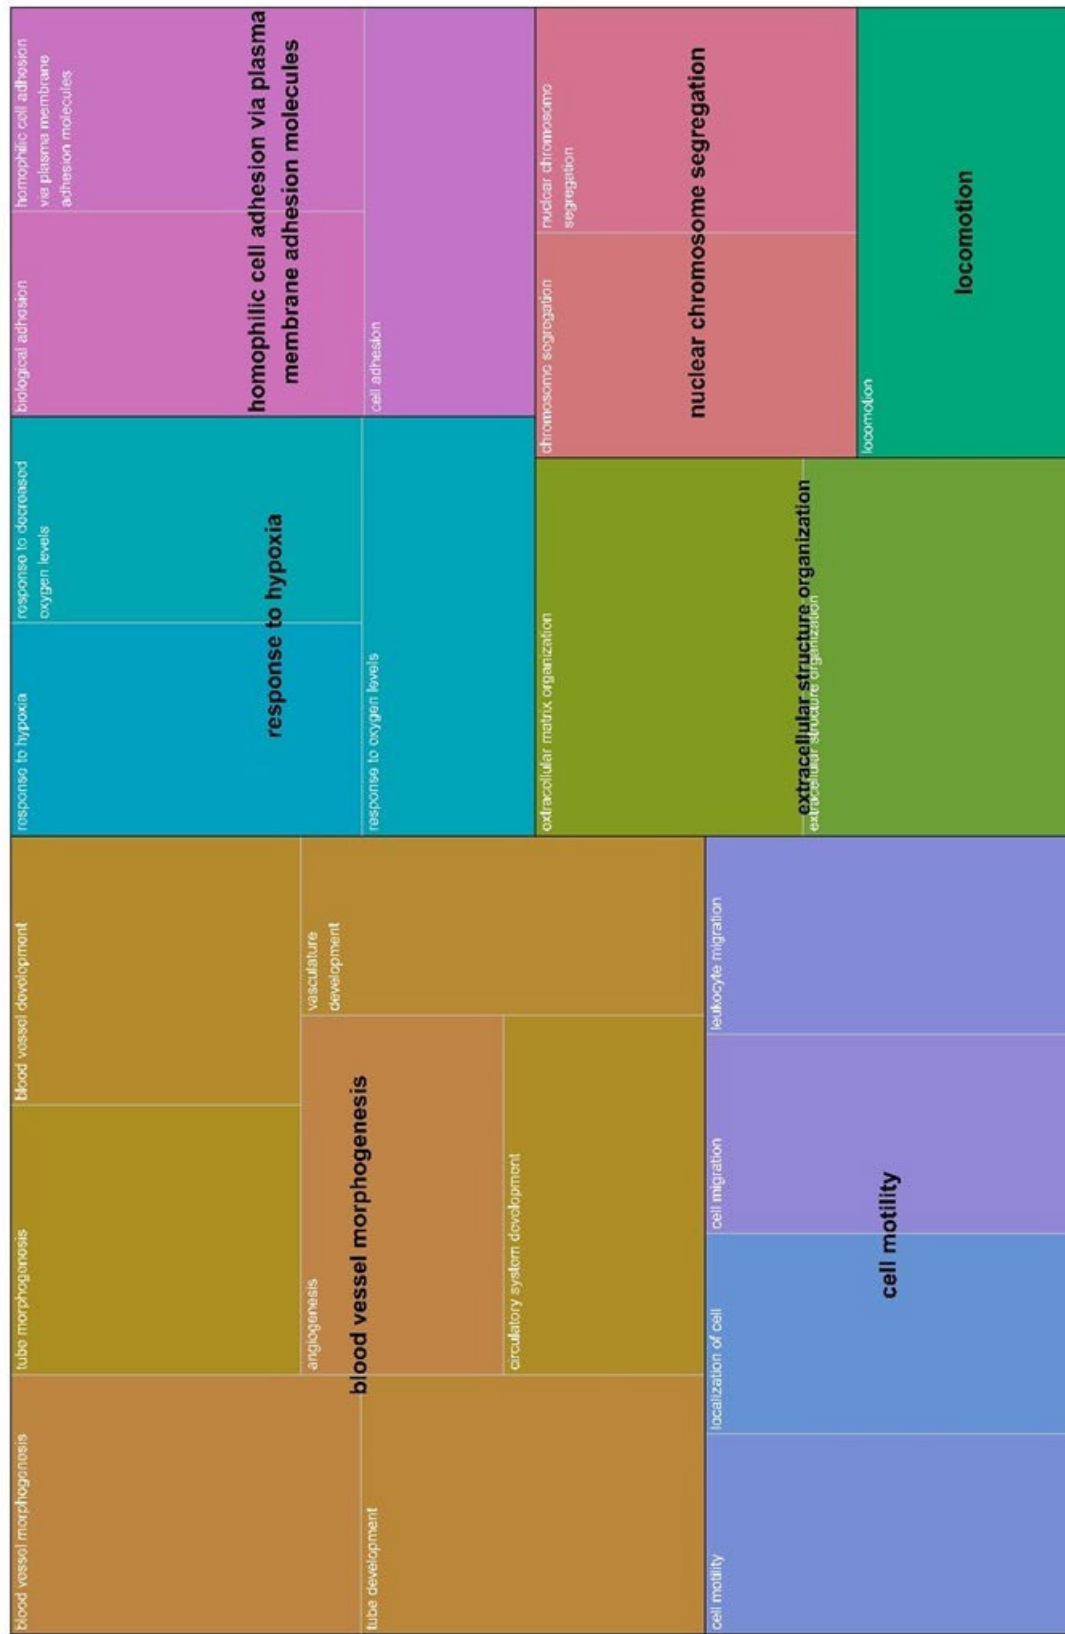 blood vessel morphogenesis
tube morphogenesis
blood vessel development
tube development
angiogenesis
vasculature
development
circulatory system development
blood vessel morphogenesis
response to hypoxia
response to decreased
oxygen levels
response to oxygen levels
response to hypoxia
biological adhesion
homophilic cell adhesion
via plasma membrane
adhesion molecules
cell adhesion
homophilic cell adhesion via plasma
membrane adhesion molecules
cell motility
localization of cell
cell migration
leukocyte migration
cell motility
extracellular matrix organization
extracellular structure organization
extracellular structure organization
chromosome segregation
nuclear chromosome
segregation
nuclear chromosome segregation
locomotion
locomotion